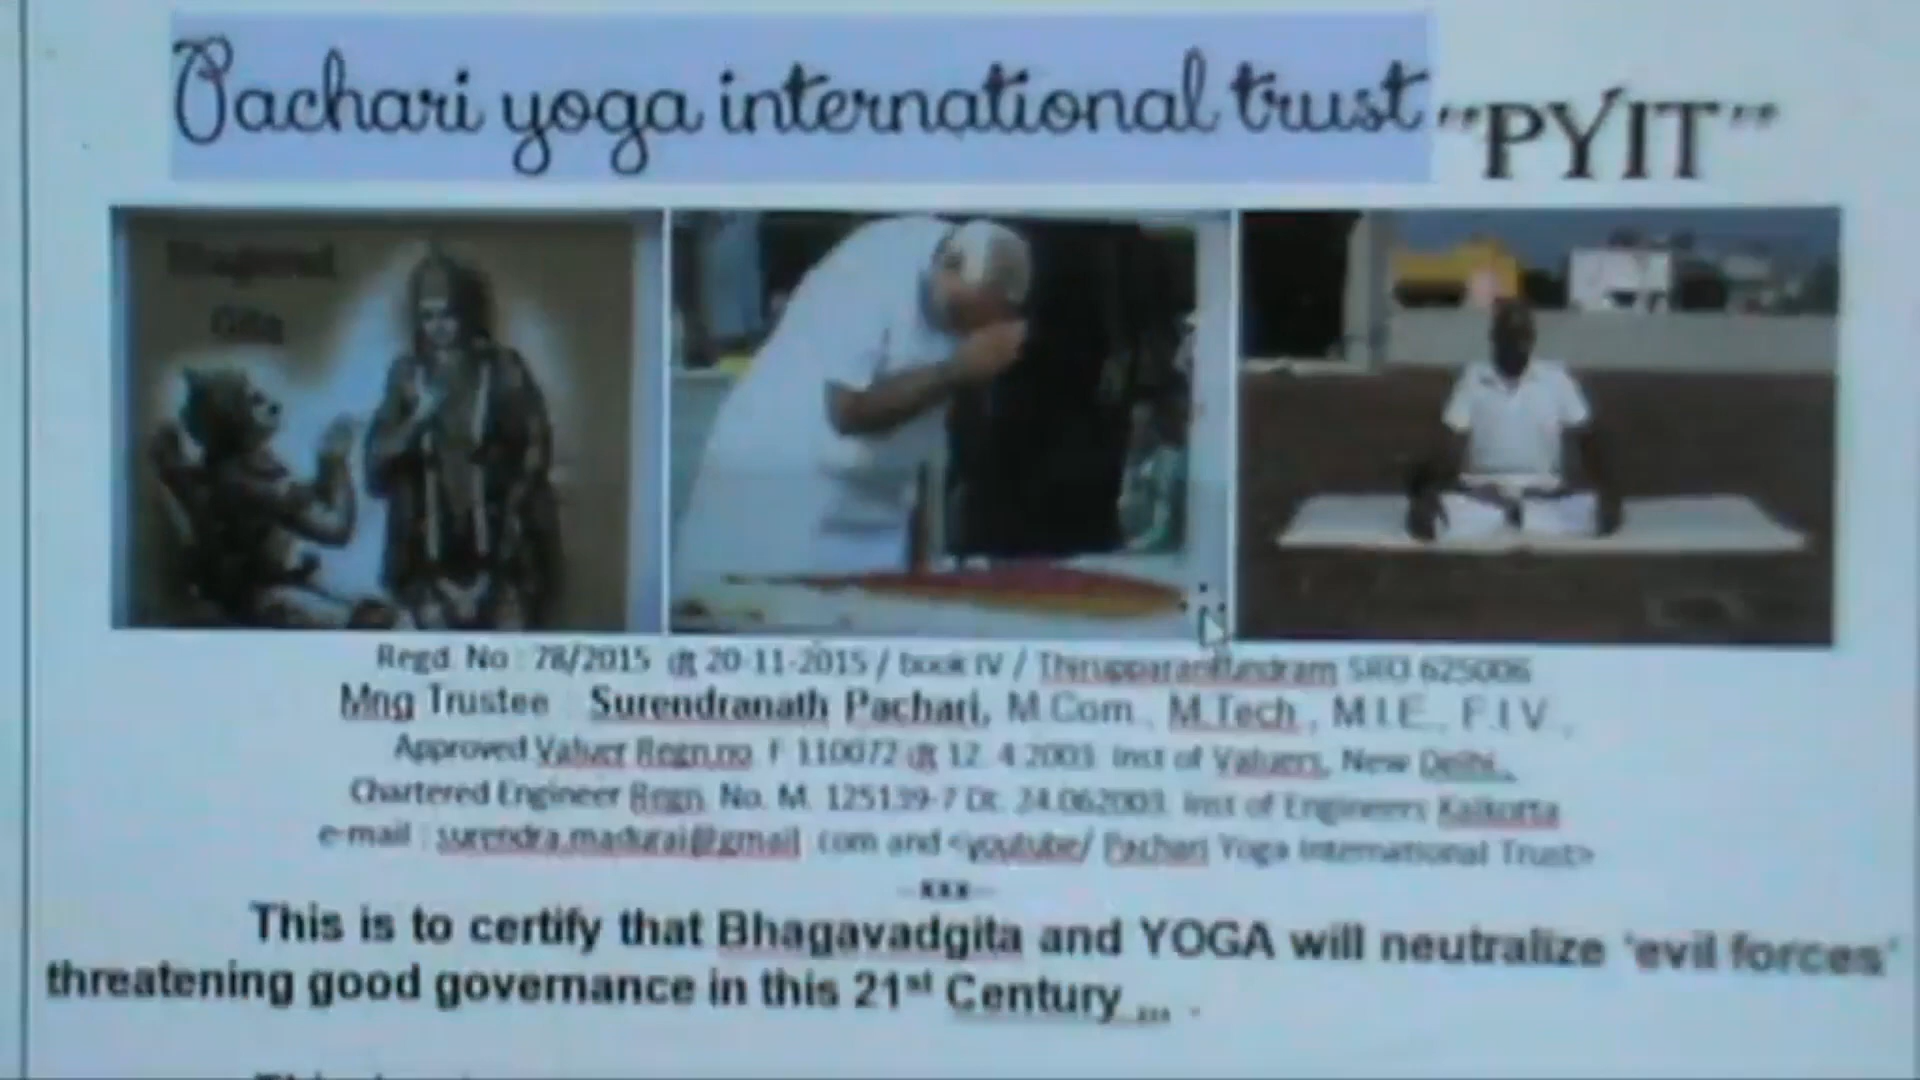 Pachari yoga international trust "PYIT"
Bhagavad
Gita
Regd. No : 78/2015 dt 20-11-2015 / book IV / Thirupparankundram SRO 625006
Mng Trustee : Surendranath Pachari, M.Com., M.Tech., M.I.E., F.I.V.,
Approved Valuer Regn.no. F 110072 dt 12. 4.2003. Inst of Valuers, New Delhi.,
Chartered Engineer Regn. No. M. 125139-7 Dt. 24.062003. Inst of Engineers Kalkotta
e-mail : surendra.madurai@gmail.com and <youtube/ Pachari Yoga International Trust>
--xxx--
This is to certify that Bhagavadgita and YOGA will neutralize 'evil forces'
threatening good governance in this 21st Century ... .